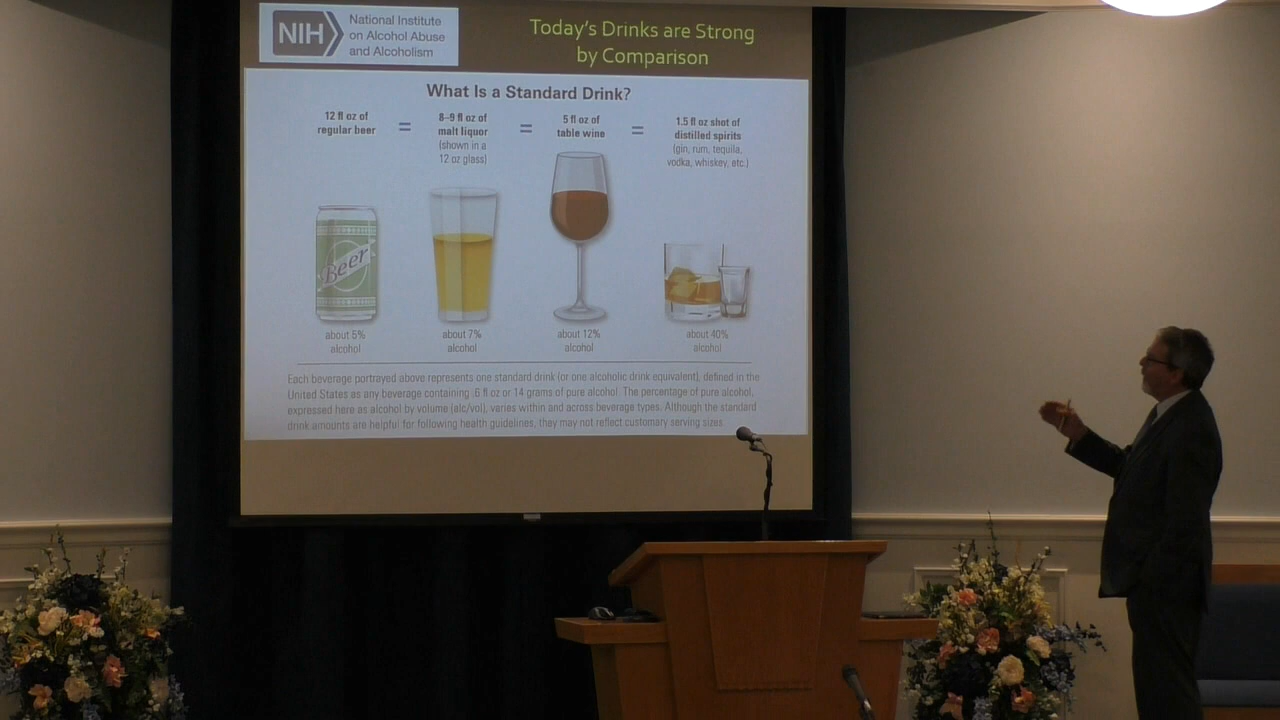 NIH
National Institute
on Alcohol Abuse
and Alcoholism
Today's Drinks are Strong
by Comparison
What Is a Standard Drink?
12 fl oz of
regular beer
=
8–9 fl oz of
malt liquor
(shown in a
12 oz glass)
=
5 fl oz of
table wine
=
1.5 fl oz shot of
distilled spirits
(gin, rum, tequila,
vodka, whiskey, etc.)
Beer
about 5%
alcohol
about 7%
alcohol
about 12%
alcohol
about 40%
alcohol
Each beverage portrayed above represents one standard drink (or one alcoholic drink equivalent), defined in the
United States as any beverage containing .6 fl oz or 14 grams of pure alcohol. The percentage of pure alcohol,
expressed here as alcohol by volume (alc/vol), varies within and across beverage types. Although the standard
drink amounts are helpful for following health guidelines, they may not reflect customary serving sizes.